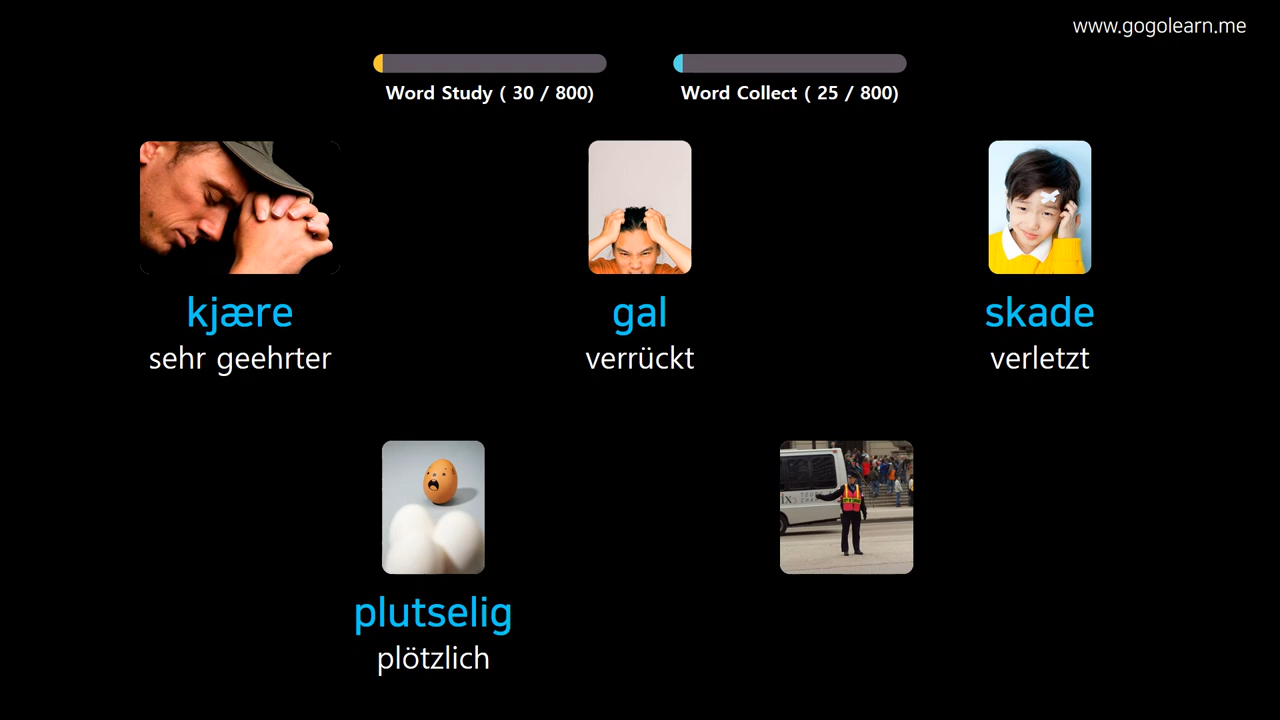 www.gogolearn.me
Word Study ( 30 / 800)
Word Collect ( 25 / 800)
kjære
sehr geehrter
gal
verrückt
skade
verletzt
plutselig
plötzlich